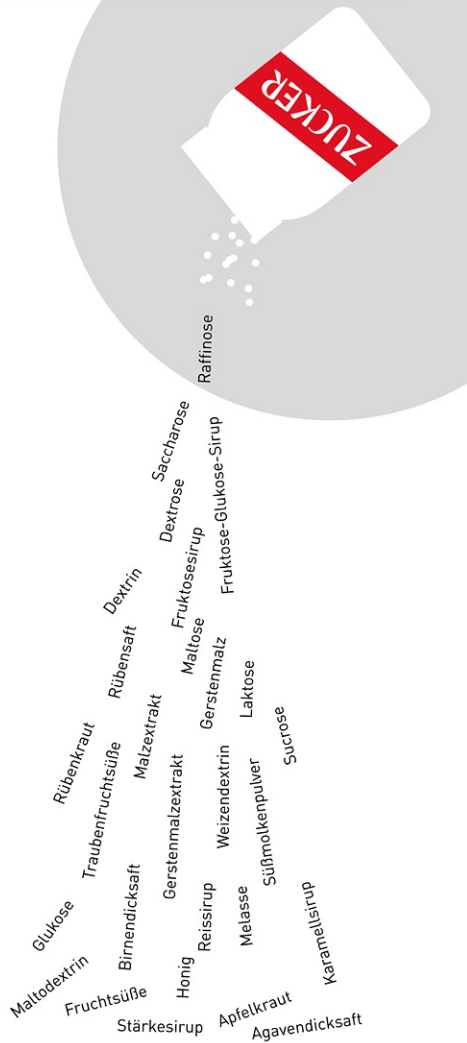 ZUCKER
Raffinose
Saccharose
Fruktose-Glukose-Sirup
Dextrose
Fruktosesirup
Dextrin
Maltose
Rübensaft
Gerstenmalz
Laktose
Malzextrakt
Sucrose
Rübenkraut
Traubenfruchtsüße
Gerstenmalzextrakt
Weizendextrin
Süßmolkenpulver
Birnendicksaft
Reissirup
Melasse
Karamellsirup
Glukose
Honig
Maltodextrin
Fruchtsüße
Stärkesirup
Apfelkraut
Agavendicksaft